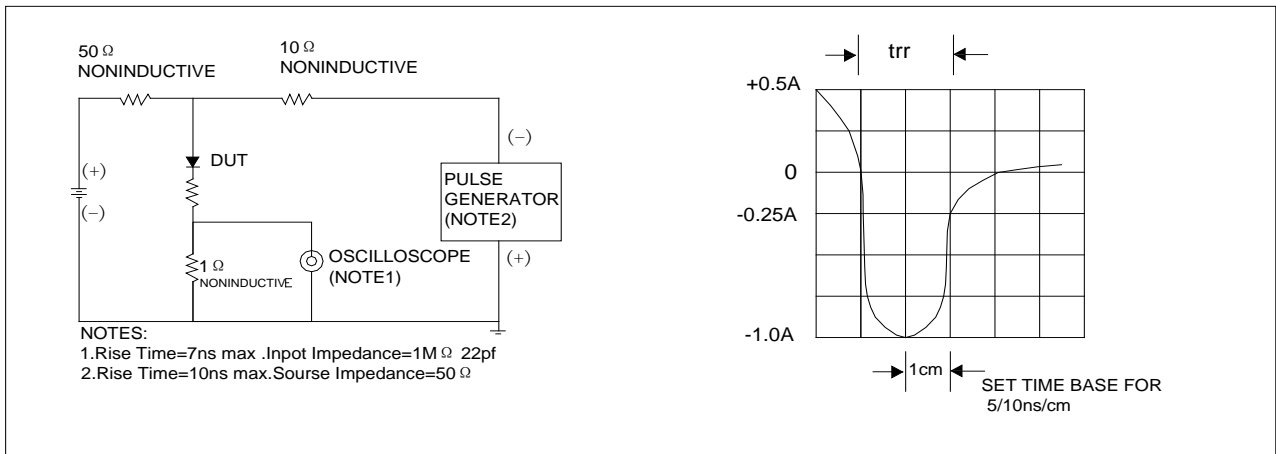 50 Ω
NONINDUCTIVE
10 Ω
NONINDUCTIVE
(+)
(−)
DUT
1 Ω
NONINDUCTIVE
OSCILLOSCOPE
(NOTE1)
(−)
PULSE
GENERATOR
(NOTE2)
(+)
NOTES:
1.Rise Time=7ns max .Inpot Impedance=1M Ω 22pf
2.Rise Time=10ns max.Sourse Impedance=50 Ω
trr
+0.5A
0
-0.25A
-1.0A
1cm
SET TIME BASE FOR
5/10ns/cm